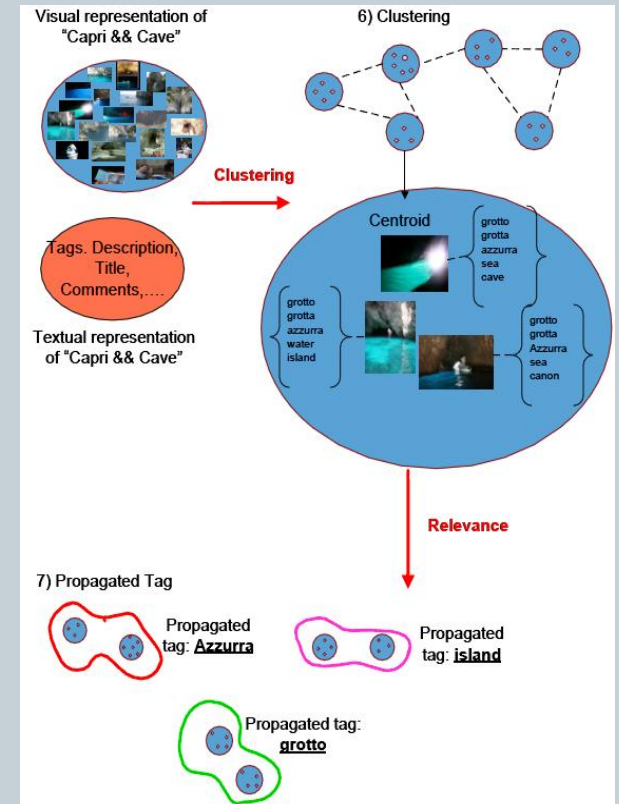 Visual representation of
“Capri && Cave”
Tags. Description,
Title,
Comments,....
Textual representation
of “Capri && Cave”
Clustering
6) Clustering
Centroid
grotto
grotta
azzurra
sea
cave
grotto
grotta
azzurra
water
island
grotto
grotta
Azzurra
sea
canon
Relevance
7) Propagated Tag
Propagated
tag: Azzurra
Propagated
tag: island
Propagated tag:
grotto